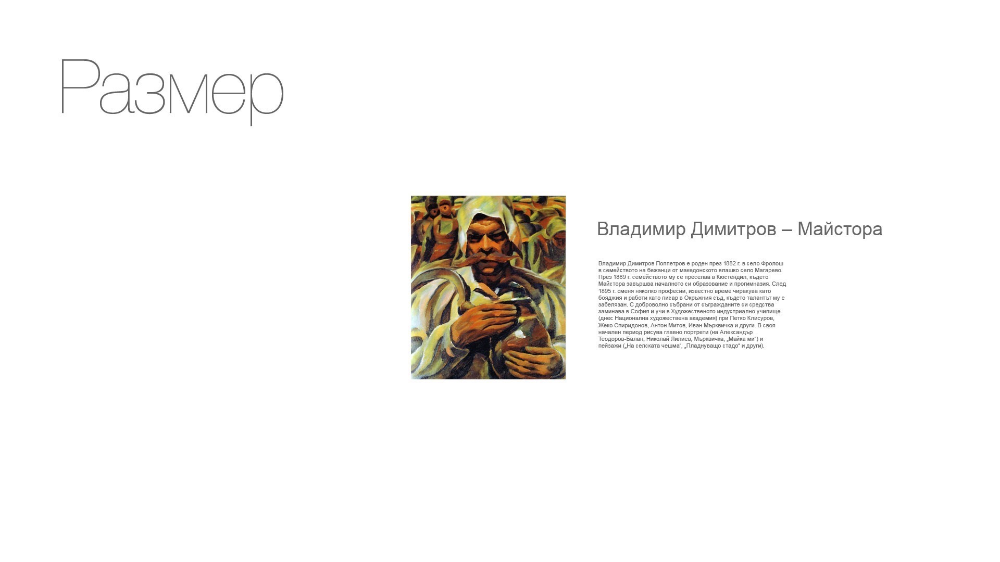 Размер
Владимир Димитров – Майстора
Владимир Димитров Поппетров е роден през 1882 г. в село Фролош
в семейството на бежанци от македонското влашко село Магарево.
През 1889 г. семейството му се преселва в Кюстендил, където
Майстора завършва началното си образование и прогимназия. След
1895 г. сменя няколко професии, известно време чиракува като
бояджия и работи като писар в Окръжния съд, където талантът му е
забелязан. С доброволно събрани от съгражданите си средства
заминава в София и учи в Художественото индустриално училище
(днес Национална художествена академия) при Петко Клисуров,
Жеко Спиридонов, Антон Митов, Иван Мърквичка и други. В своя
начален период рисува главно портрети (на Александър
Теодоров-Балан, Николай Лилиев, Мърквичка, „Майка ми“) и
пейзажи („На селската чешма“, „Пладнуващо стадо“ и други).